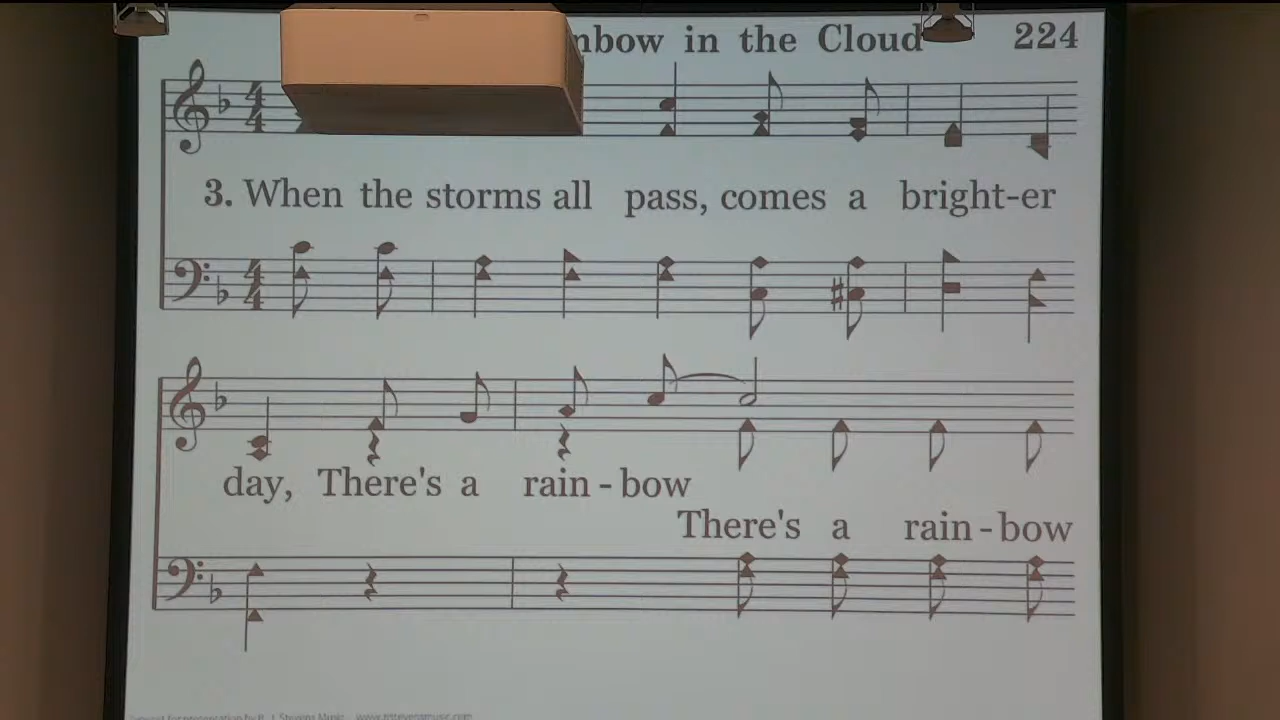 nbow in the Cloud 224
3. When the storms all pass, comes a bright-er
day, There's a rain-bow
There's a rain-bow